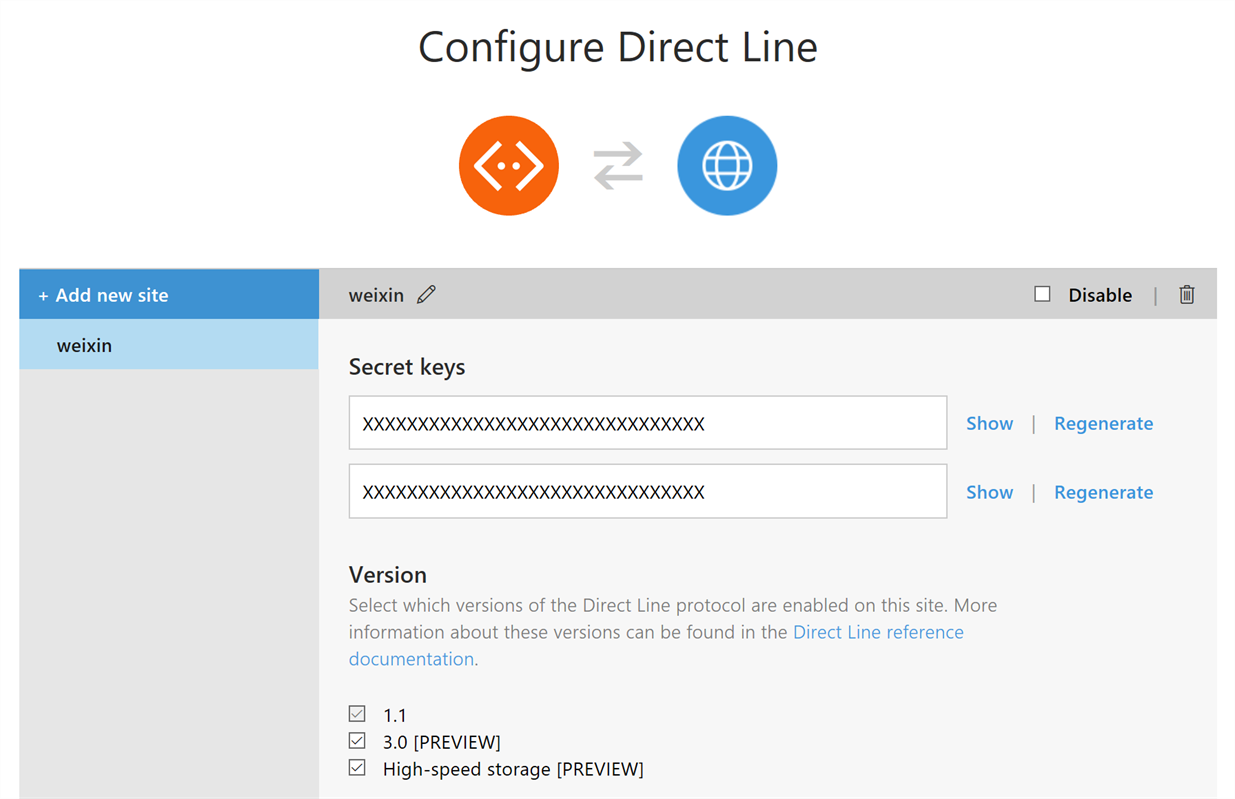 Configure Direct Line
+ Add new site
weixin
weixin
Disable |
Secret keys
XXXXXXXXXXXXXXXXXXXXXXXXXXXXXXX Show | Regenerate
XXXXXXXXXXXXXXXXXXXXXXXXXXXXXXX Show | Regenerate
Version
Select which versions of the Direct Line protocol are enabled on this site. More
information about these versions can be found in the Direct Line reference
documentation.
1.1
3.0 [PREVIEW]
High-speed storage [PREVIEW]